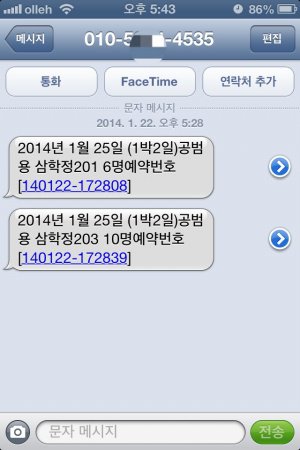 olleh 오후 5:43 86%
메시지 010-5 -4535 편집
통화 FaceTime 연락처 추가
문자 메시지
2014. 1. 22. 오후 5:28
2014년 1월 25일 (1박2일)공범
용 삼학정201 6명예약번호
[140122-172808]
2014년 1월 25일 (1박2일)공범
용 삼학정203 10명예약번호
[140122-172839]
문자 메시지 전송